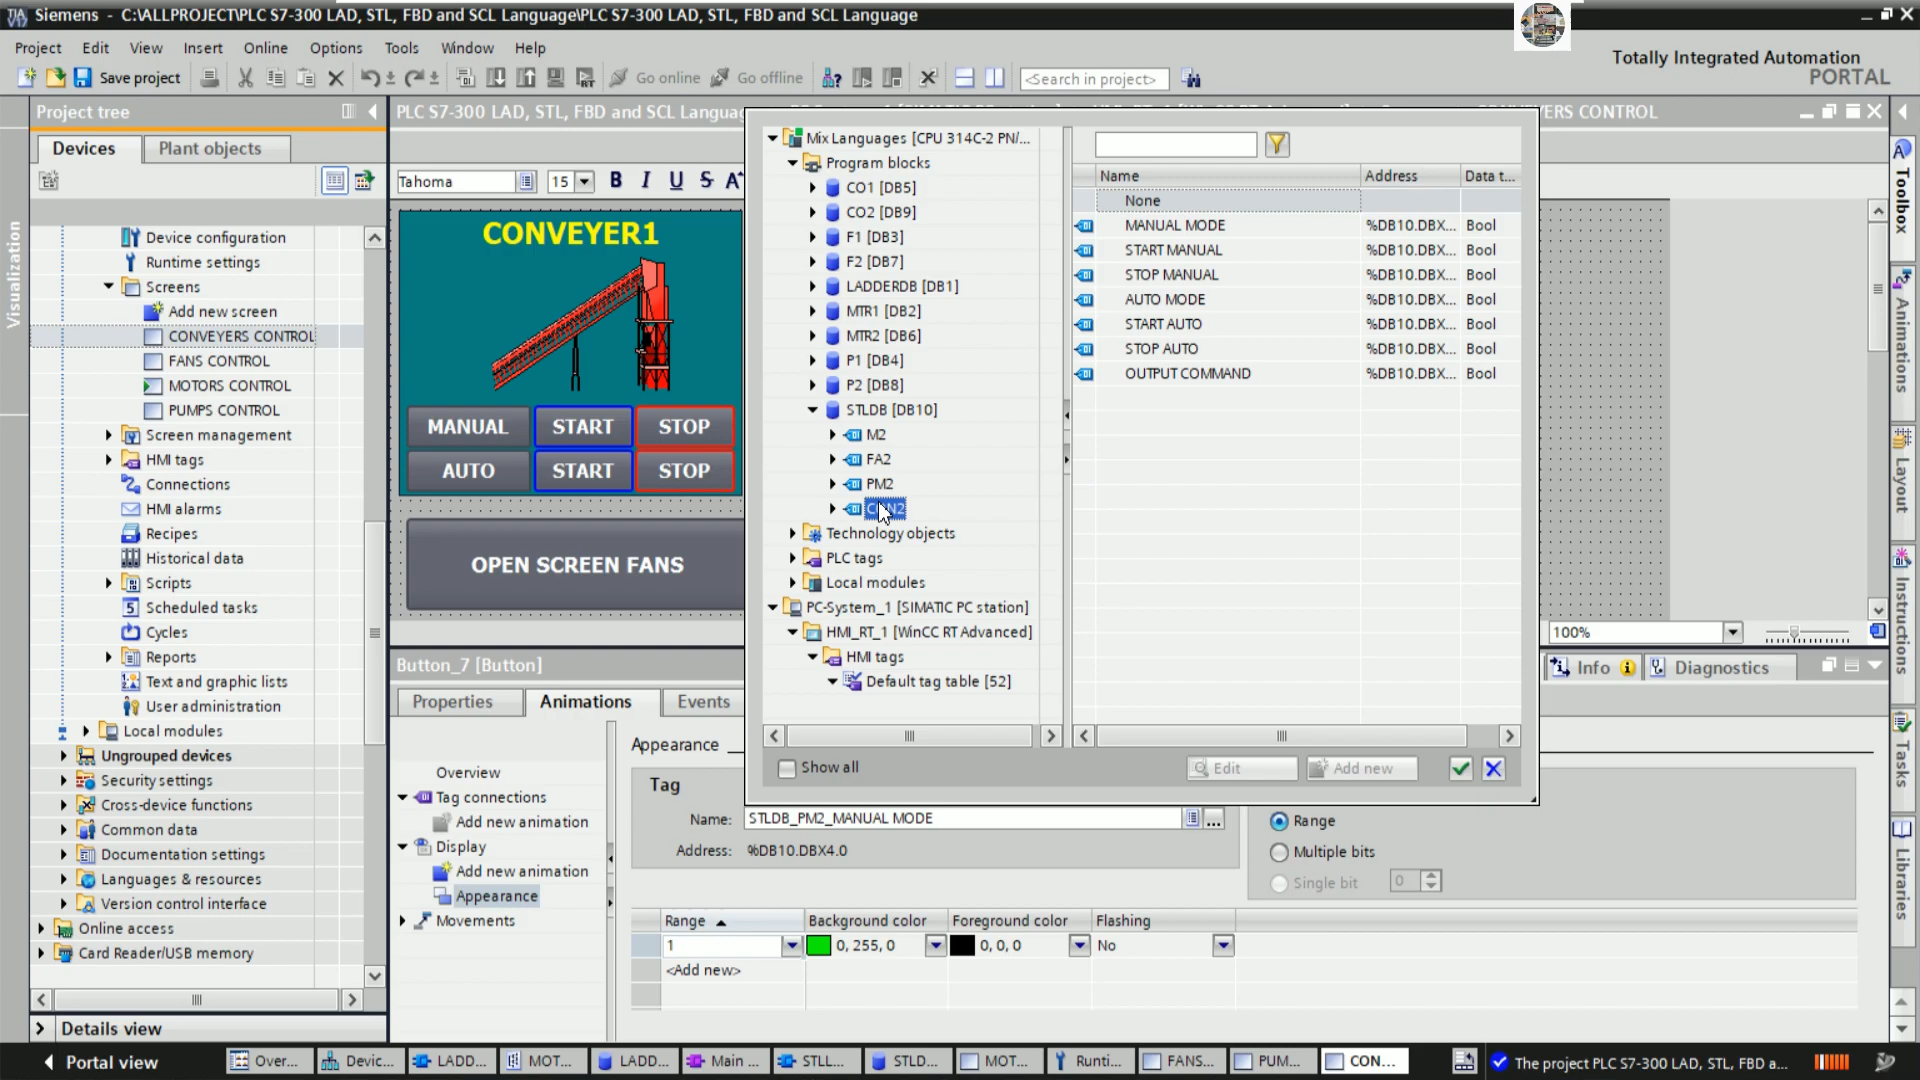 Siemens - C:\ALLPROJECT\PLC S7-300 LAD, STL, FBD and SCL Language\PLC S7-300 LAD, STL, FBD and SCL Language
Project Edit View Insert Online Options Tools Window Help
Totally Integrated Automation
PORTAL
Save project
Go online
Go offline
<Search in project>
Project tree
PLC S7-300 LAD, STL, FBD and SCL Langua
ERS CONTROL
Devices
Plant objects
Tahoma
15
B I U S A
Visualization
Device configuration
Runtime settings
Screens
Add new screen
CONVEYERS CONTROL
FANS CONTROL
MOTORS CONTROL
PUMPS CONTROL
Screen management
HMI tags
Connections
HMI alarms
Recipes
Historical data
Scripts
Scheduled tasks
Cycles
Reports
Text and graphic lists
User administration
Local modules
Ungrouped devices
Security settings
Cross-device functions
Common data
Documentation settings
Languages & resources
Version control interface
Online access
Card Reader/USB memory
Details view
CONVEYER1
MANUAL START STOP
AUTO START STOP
OPEN SCREEN FANS
Mix Languages [CPU 314C-2 PN/...
Program blocks
CO1 [DB5]
CO2 [DB9]
F1 [DB3]
F2 [DB7]
LADDERDB [DB1]
MTR1 [DB2]
MTR2 [DB6]
P1 [DB4]
P2 [DB8]
STLDB [DB10]
M2
FA2
PM2
Technology objects
PLC tags
Local modules
PC-System_1 [SIMATIC PC station]
HMI_RT_1 [WinCC RT Advanced]
HMI tags
Default tag table [52]
Name Address Data t...
None
MANUAL MODE %DB10.DBX... Bool
START MANUAL %DB10.DBX... Bool
STOP MANUAL %DB10.DBX... Bool
AUTO MODE %DB10.DBX... Bool
START AUTO %DB10.DBX... Bool
STOP AUTO %DB10.DBX... Bool
OUTPUT COMMAND %DB10.DBX... Bool
Show all
Edit
Add new
100%
Button_7 [Button]
Properties
Animations
Events
Info
Diagnostics
Overview
Tag connections
Add new animation
Display
Add new animation
Appearance
Movements
Appearance
Tag
Name: STLDB_PM2_MANUAL MODE
...
Address: %DB10.DBX4.0
Range
Multiple bits
Single bit 0
Range Background color Foreground color Flashing
1 0, 255, 0 0, 0, 0 No
<Add new>
Toolbox
Animations
Layout
Instructions
Tasks
Libraries
Portal view
Over...
Devic...
LADD...
MOT...
LADD...
Main ...
STLL...
STLD...
MOT...
Runti...
FANS...
PUM...
CON...
The project PLC S7-300 LAD, STL, FBD a...